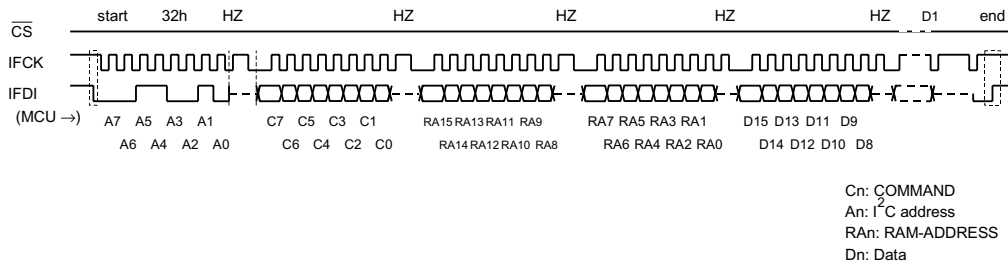 start 32h HZ HZ HZ HZ HZ D1 end
CS
IFCK
IFDI
(MCU →)
A7 A5 A3 A1 C7 C5 C3 C1 RA15 RA13 RA11 RA9 RA7 RA5 RA3 RA1 D15 D13 D11 D9
A6 A4 A2 A0 C6 C4 C2 C0 RA14 RA12 RA10 RA8 RA6 RA4 RA2 RA0 D14 D12 D10 D8
Cn: COMMAND
An: I2C address
RAn: RAM-ADDRESS
Dn: Data